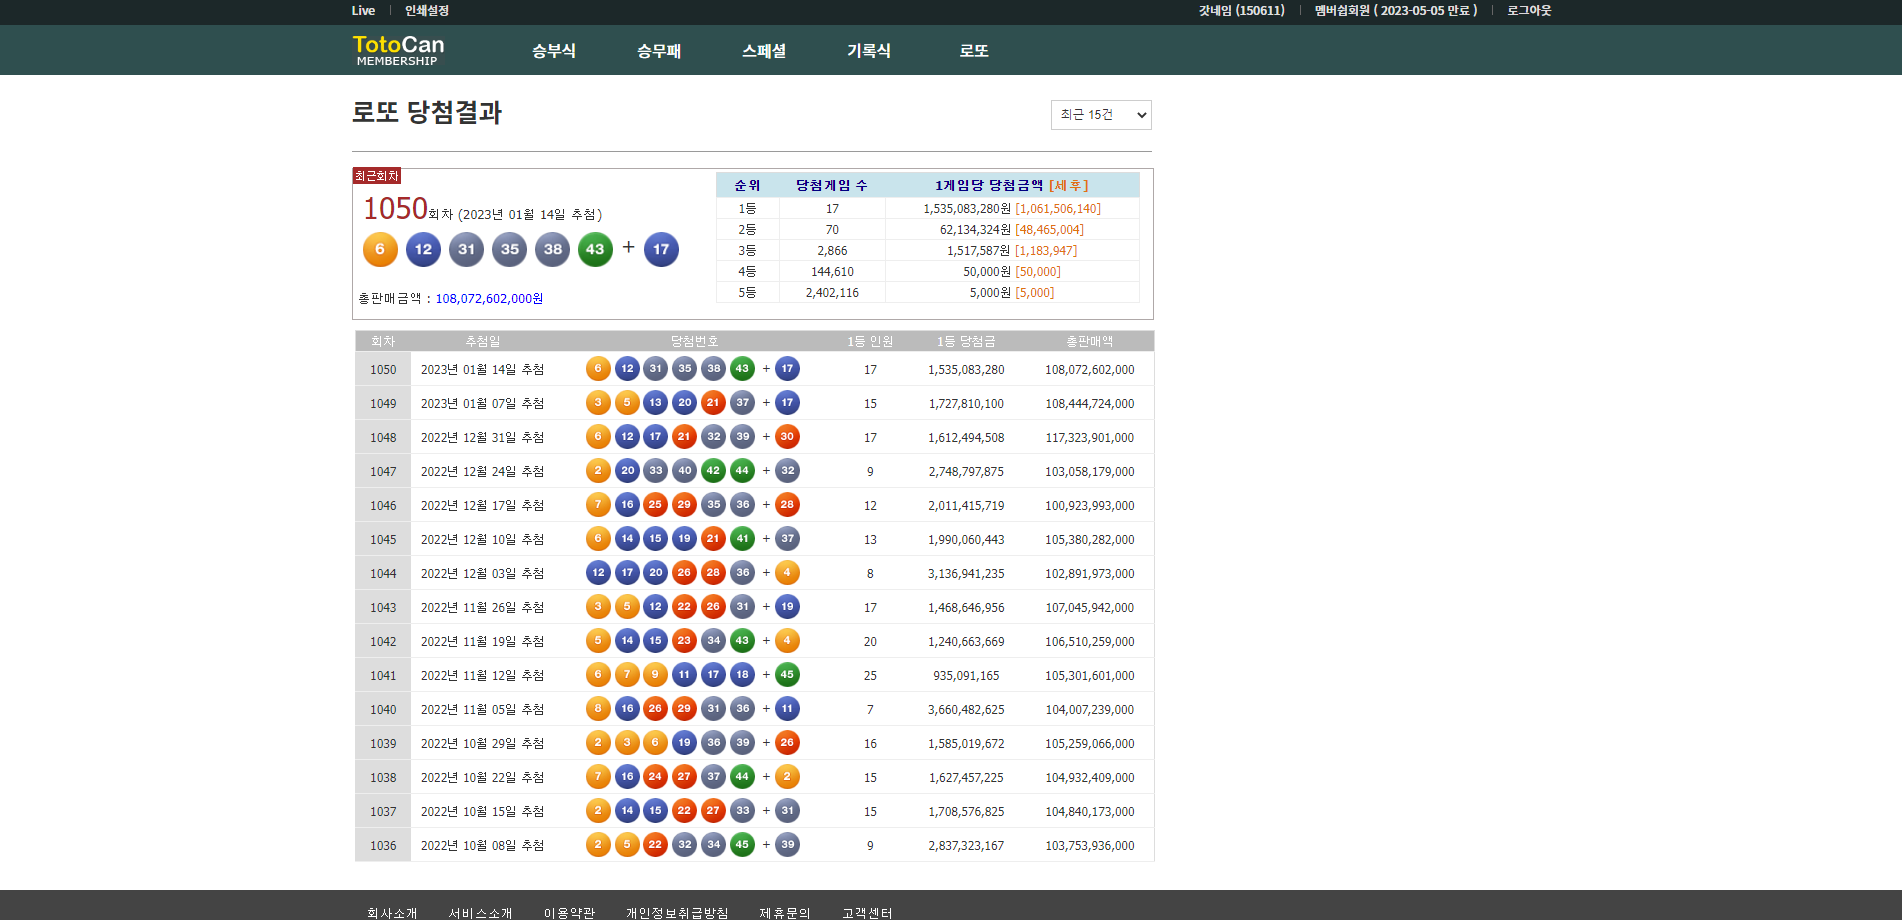 Live | 인쇄설정 갓네임 (150611) | 멤버쉽회원 ( 2023-05-05 만료 ) | 로그아웃
TotoCan
MEMBERSHIP
승부식 승무패 스페셜 기록식 로또
로또 당첨결과
최근 15건
최근회차
1050회차 (2023년 01월 14일 추첨)
6 12 31 35 38 43 + 17
총판매금액 : 108,072,602,000원
순위 당첨게임 수 1게임당 당첨금액 [세후]
1등 17 1,535,083,280원 [1,061,506,140]
2등 70 62,134,324원 [48,465,004]
3등 2,866 1,517,587원 [1,183,947]
4등 144,610 50,000원 [50,000]
5등 2,402,116 5,000원 [5,000]
회차 추첨일 당첨번호 1등 인원 1등 당첨금 총판매액
1050 2023년 01월 14일 추첨 6 12 31 35 38 43 + 17 17 1,535,083,280 108,072,602,000
1049 2023년 01월 07일 추첨 3 5 13 20 21 37 + 17 15 1,727,810,100 108,444,724,000
1048 2022년 12월 31일 추첨 6 12 17 21 32 39 + 30 17 1,612,494,508 117,323,901,000
1047 2022년 12월 24일 추첨 2 20 33 40 42 44 + 32 9 2,748,797,875 103,058,179,000
1046 2022년 12월 17일 추첨 7 16 25 29 35 36 + 28 12 2,011,415,719 100,923,993,000
1045 2022년 12월 10일 추첨 6 14 15 19 21 41 + 37 13 1,990,060,443 105,380,282,000
1044 2022년 12월 03일 추첨 12 17 20 26 28 36 + 4 8 3,136,941,235 102,891,973,000
1043 2022년 11월 26일 추첨 3 5 12 22 26 31 + 19 17 1,468,646,956 107,045,942,000
1042 2022년 11월 19일 추첨 5 14 15 23 34 43 + 4 20 1,240,663,669 106,510,259,000
1041 2022년 11월 12일 추첨 6 7 9 11 17 18 + 45 25 935,091,165 105,301,601,000
1040 2022년 11월 05일 추첨 8 16 26 29 31 36 + 11 7 3,660,482,625 104,007,239,000
1039 2022년 10월 29일 추첨 2 3 6 19 36 39 + 26 16 1,585,019,672 105,259,066,000
1038 2022년 10월 22일 추첨 7 16 24 27 37 44 + 2 15 1,627,457,225 104,932,409,000
1037 2022년 10월 15일 추첨 2 14 15 22 27 33 + 31 15 1,708,576,825 104,840,173,000
1036 2022년 10월 08일 추첨 2 5 22 32 34 45 + 39 9 2,837,323,167 103,753,936,000
회사소개 서비스소개 이용약관 개인정보취급방침 제휴문의 고객센터